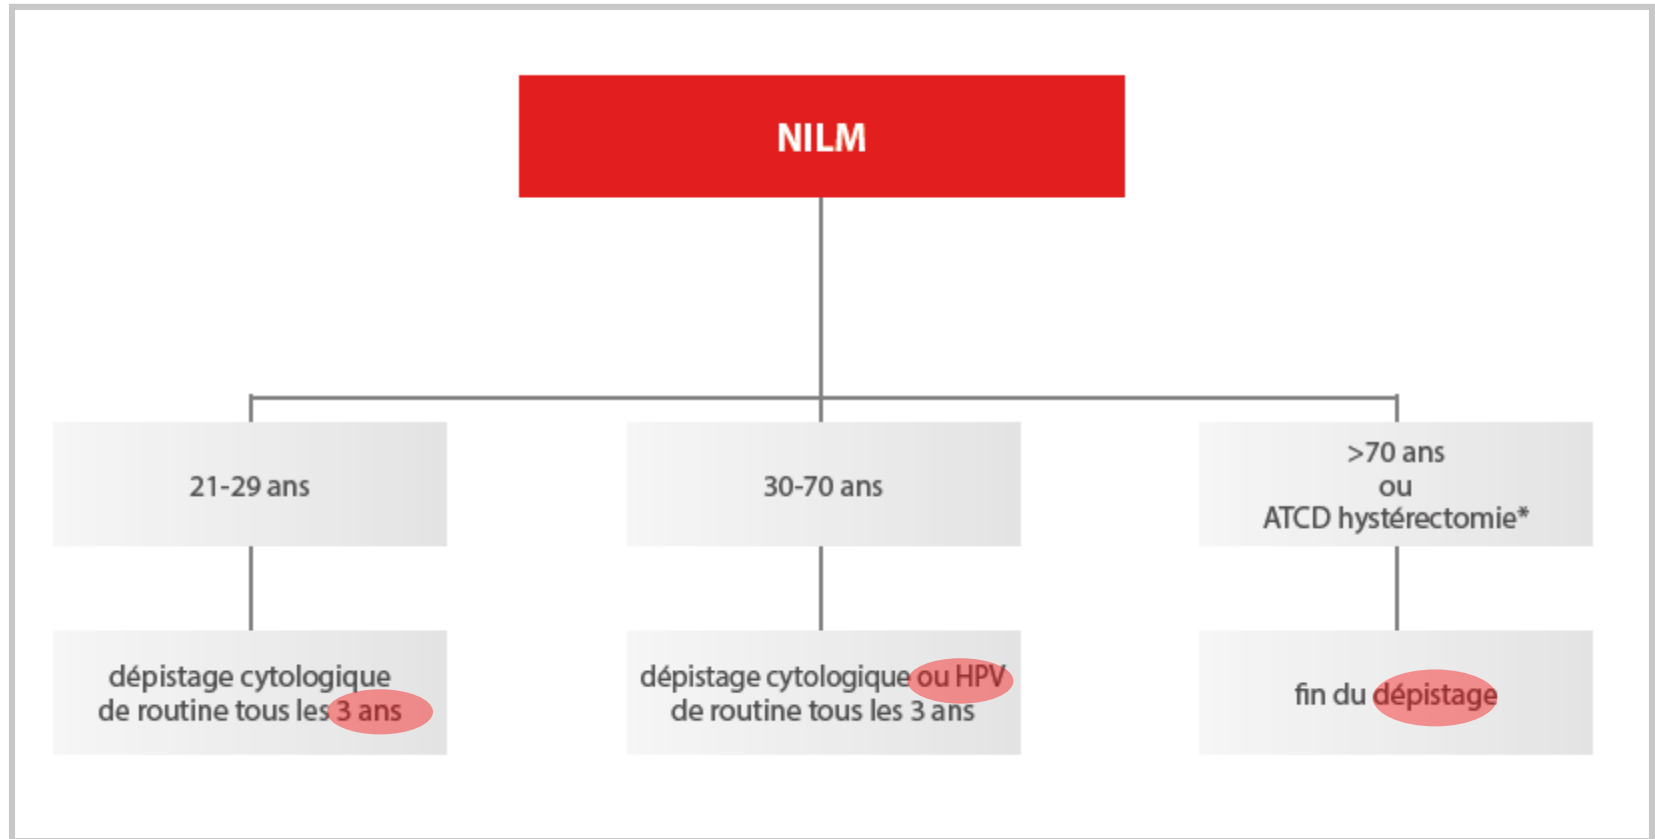 NILM
21-29 ans
30-70 ans
>70 ans
ou
ATCD hystérectomie*
dépistage cytologique
de routine tous les 3 ans
dépistage cytologique ou HPV
de routine tous les 3 ans
fin du dépistage